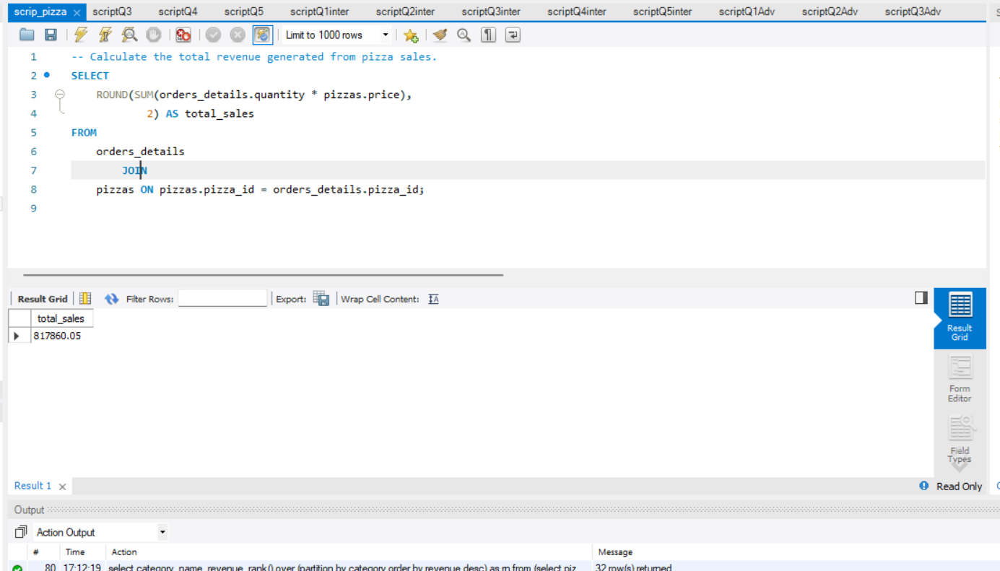 scrip_pizza scriptQ3 scriptQ4 scriptQ5 scriptQ1inter scriptQ2inter scriptQ3inter scriptQ4inter scriptQ5inter scriptQ1Adv scriptQ2Adv scriptQ3Adv
Limit to 1000 rows
1 -- Calculate the total revenue generated from pizza sales.
2 SELECT
3 ROUND(SUM(orders_details.quantity * pizzas.price),
4 2) AS total_sales
5 FROM
6 orders_details
7 JOIN
8 pizzas ON pizzas.pizza_id = orders_details.pizza_id;
9
Result Grid Filter Rows: Export: Wrap Cell Content:
total_sales
817860.05
Result
Grid
Form
Editor
Field
Types
Result 1 Read Only
Output
Action Output
# Time Action Message
80 17:12:19 select category, name, revenue, rank() over (partition by category order by revenue desc) as rn from (select piz... 32 row(s) returned